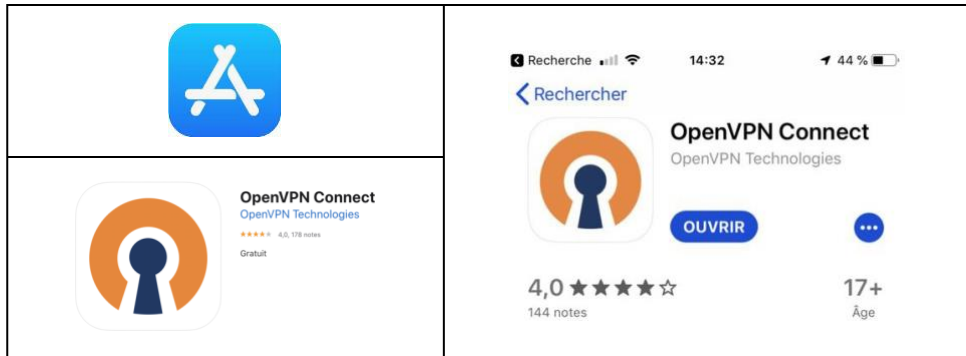 OpenVPN Connect
OpenVPN Technologies
4,0, 178 notes
Gratuit
Recherche 14:32 44 %
Rechercher
OpenVPN Connect
OpenVPN Technologies
OUVRIR
4,0 17+
144 notes Âge